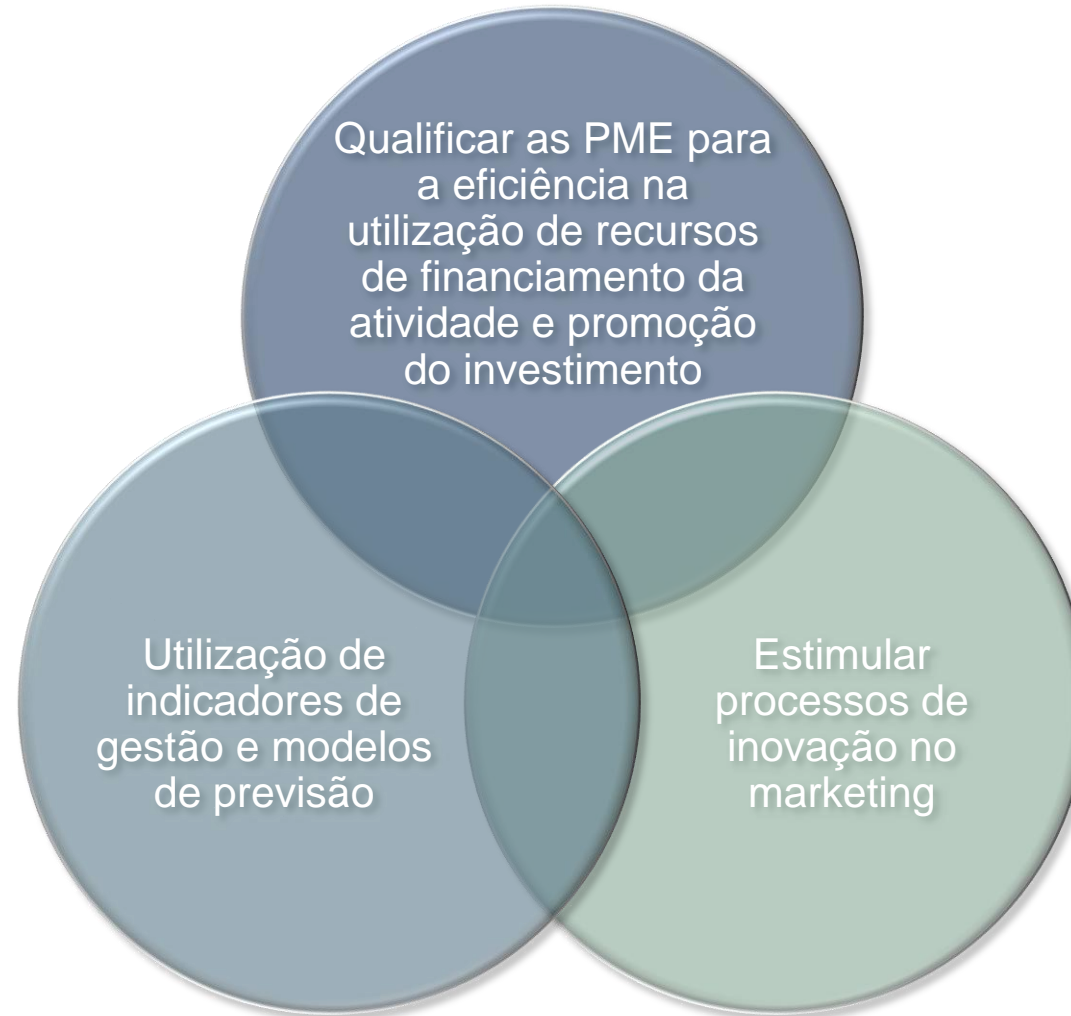 Qualificar as PME para
a eficiência na
utilização de recursos
de financiamento da
atividade e promoção
do investimento
Utilização de
indicadores de
gestão e modelos
de previsão
Estimular
processos de
inovação no
marketing